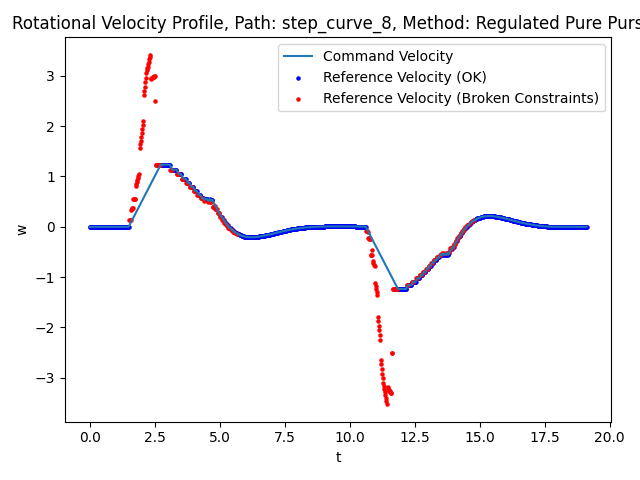 Rotational Velocity Profile, Path: step_curve_8, Method: Regulated Pure Purs
Command Velocity
Reference Velocity (OK)
Reference Velocity (Broken Constraints)
3
2
1
0
−1
−2
−3
w
0.0 2.5 5.0 7.5 10.0 12.5 15.0 17.5 20.0
t